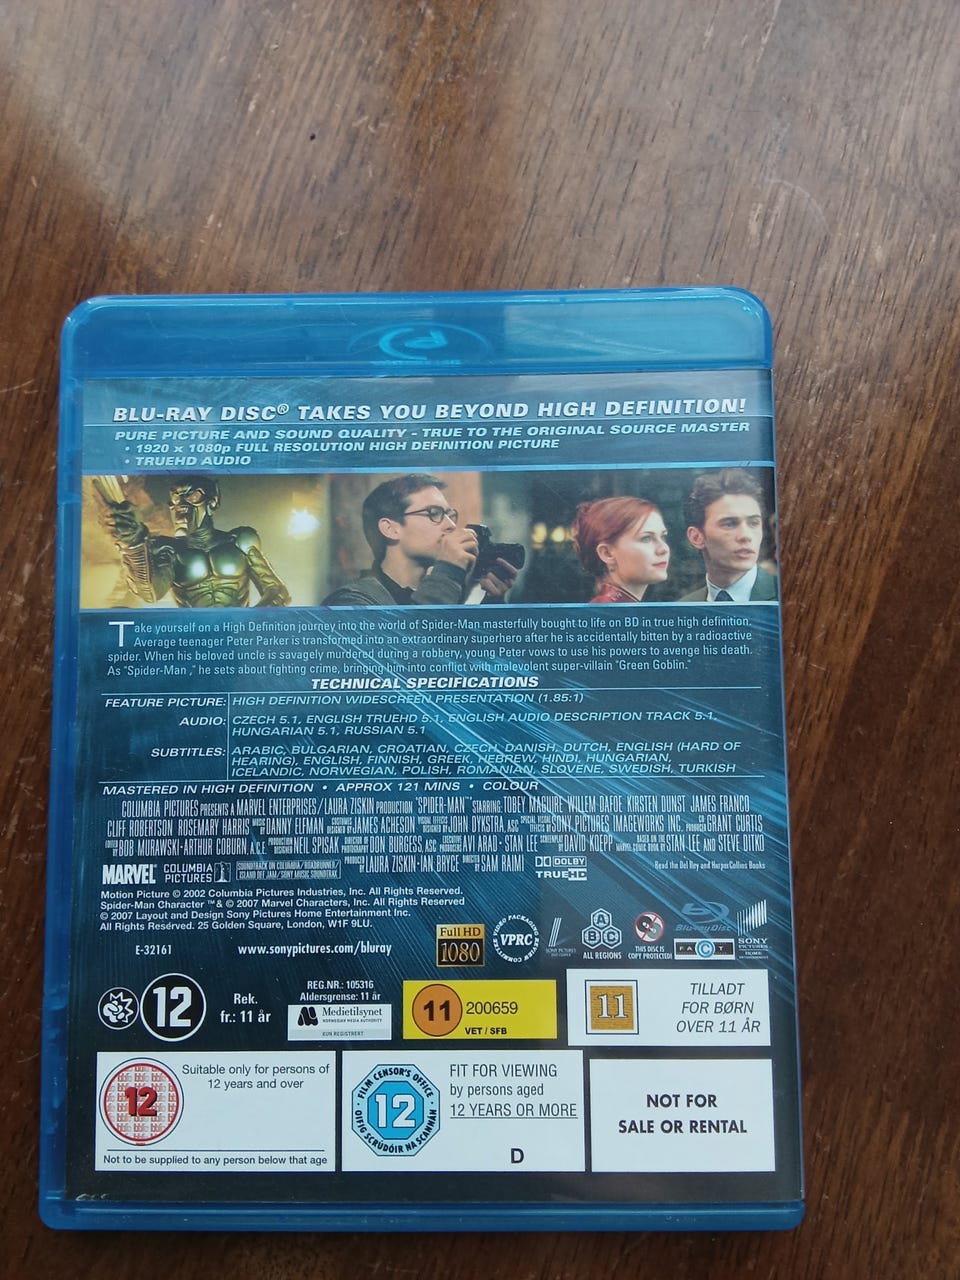 BLU-RAY DISC® TAKES YOU BEYOND HIGH DEFINITION!
PURE PICTURE AND SOUND QUALITY - TRUE TO THE ORIGINAL SOURCE MASTER
• 1920 x 1080p FULL RESOLUTION HIGH DEFINITION PICTURE
• TRUEHD AUDIO
Take yourself on a High Definition journey into the world of Spider-Man masterfully bought to life on BD in true high definition.
Average teenager Peter Parker is transformed into an extraordinary superhero after he is accidentally bitten by a radioactive
spider. When his beloved uncle is savagely murdered during a robbery, young Peter vows to use his powers to avenge his death.
As "Spider-Man ," he sets about fighting crime, bringing him into conflict with malevolent super-villain "Green Goblin."
TECHNICAL SPECIFICATIONS
FEATURE PICTURE: HIGH DEFINITION WIDESCREEN PRESENTATION (1.85:1)
AUDIO: CZECH 5.1, ENGLISH TRUEHD 5.1, ENGLISH AUDIO DESCRIPTION TRACK 5.1,
HUNGARIAN 5.1, RUSSIAN 5.1
SUBTITLES: ARABIC, BULGARIAN, CROATIAN, CZECH, DANISH, DUTCH, ENGLISH (HARD OF
HEARING), ENGLISH, FINNISH, GREEK, HEBREW, HINDI, HUNGARIAN,
ICELANDIC, NORWEGIAN, POLISH, ROMANIAN, SLOVENE, SWEDISH, TURKISH
MASTERED IN HIGH DEFINITION • APPROX 121 MINS • COLOUR
COLUMBIA PICTURES PRESENTS A MARVEL ENTERPRISES/LAURA ZISKIN PRODUCTION "SPIDER-MAN" STARRING TOBEY MAGUIRE WILLEM DAFOE KIRSTEN DUNST JAMES FRANCO
CLIFF ROBERTSON ROSEMARY HARRIS MUSIC BY DANNY ELFMAN COSTUMES DESIGNED BY JAMES ACHESON VISUAL EFFECTS DESIGNED BY JOHN DYKSTRA, ASC SPECIAL VISUAL EFFECTS BY SONY PICTURES IMAGEWORKS INC. CO-PRODUCER GRANT CURTIS
EDITED BY BOB MURAWSKI • ARTHUR COBURN, A.C.E. PRODUCTION DESIGNER NEIL SPISAK DIRECTOR OF PHOTOGRAPHY DON BURGESS, ASC EXECUTIVE PRODUCERS AVI ARAD • STAN LEE SCREENPLAY BY DAVID KOEPP BASED ON THE MARVEL COMIC BOOK BY STAN LEE AND STEVE DITKO
PRODUCED BY LAURA ZISKIN • IAN BRYCE DIRECTED BY SAM RAIMI
MARVEL
COLUMBIA PICTURES
SOUNDTRACK ON COLUMBIA/ROADRUNNER/
ISLAND DEF JAM/SONY MUSIC SOUNDTRAX
DOLBY
TRUEHD
Read the Del Rey and HarperCollins Books
Motion Picture © 2002 Columbia Pictures Industries, Inc. All Rights Reserved.
Spider-Man Character ™ & © 2007 Marvel Characters, Inc. All Rights Reserved
© 2007 Layout and Design Sony Pictures Home Entertainment Inc.
All Rights Resérved. 25 Golden Square, London, W1F 9LU.
E-32161
www.sonypictures.com/bluray
Full HD
1080
VIDEO PACKAGING REVIEW COMMITTEE
VPRC
A
B C
ALL REGIONS
THIS DISC IS
COPY PROTECTED
Blu-ray Disc
FACT
SONY
PICTURES
HOME
ENTERTAINMENT
12
Rek.
fr.: 11 år
REG.NR.: 105316
Aldersgrense: 11 år
Medietilsynet
NORWEGIAN MEDIA AUTHORITY
KUN REGISTRERT
11
200659
VET / SFB
11
TILLADT
FOR BØRN
OVER 11 ÅR
12
Suitable only for persons of
12 years and over
Not to be supplied to any person below that age
FILM CENSOR'S OFFICE
12
OIFIG SCRÚDÓIR NA SCANNÁN
FIT FOR VIEWING
by persons aged
12 YEARS OR MORE
D
NOT FOR
SALE OR RENTAL